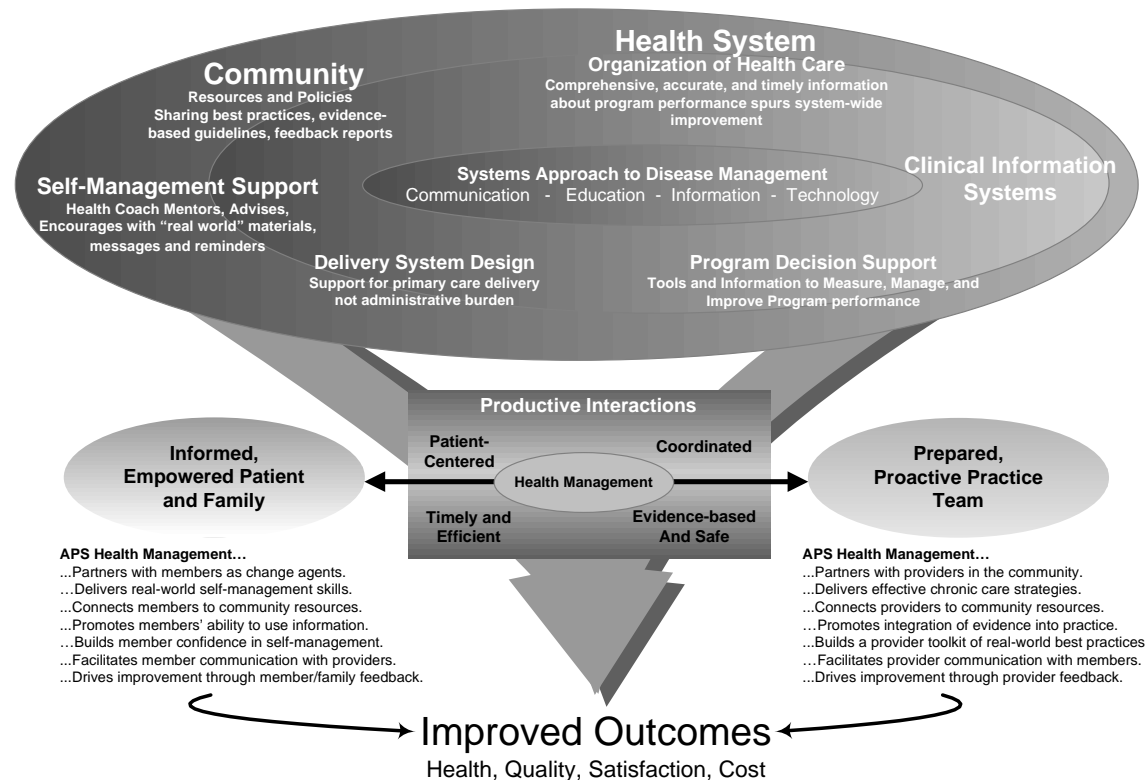 Health System
Organization of Health Care
Comprehensive, accurate, and timely information
about program performance spurs system-wide
improvement
Community
Resources and Policies
Sharing best practices, evidence-
based guidelines, feedback reports
Self-Management Support
Health Coach Mentors, Advises,
Encourages with “real world” materials,
messages and reminders
Systems Approach to Disease Management
Communication - Education - Information - Technology
Clinical Information
Systems
Delivery System Design
Support for primary care delivery
not administrative burden
Program Decision Support
Tools and Information to Measure, Manage, and
Improve Program performance
Productive Interactions
Patient-
Centered
Coordinated
Health Management
Timely and
Efficient
Evidence-based
And Safe
Informed,
Empowered Patient
and Family
Prepared,
Proactive Practice
Team
APS Health Management…
...Partners with members as change agents.
…Delivers real-world self-management skills.
...Connects members to community resources.
...Promotes members’ ability to use information.
…Builds member confidence in self-management.
...Facilitates member communication with providers.
...Drives improvement through member/family feedback.
APS Health Management…
...Partners with providers in the community.
...Delivers effective chronic care strategies.
...Connects providers to community resources.
…Promotes integration of evidence into practice.
...Builds a provider toolkit of real-world best practices
…Facilitates provider communication with members.
...Drives improvement through provider feedback.
Improved Outcomes
Health, Quality, Satisfaction, Cost